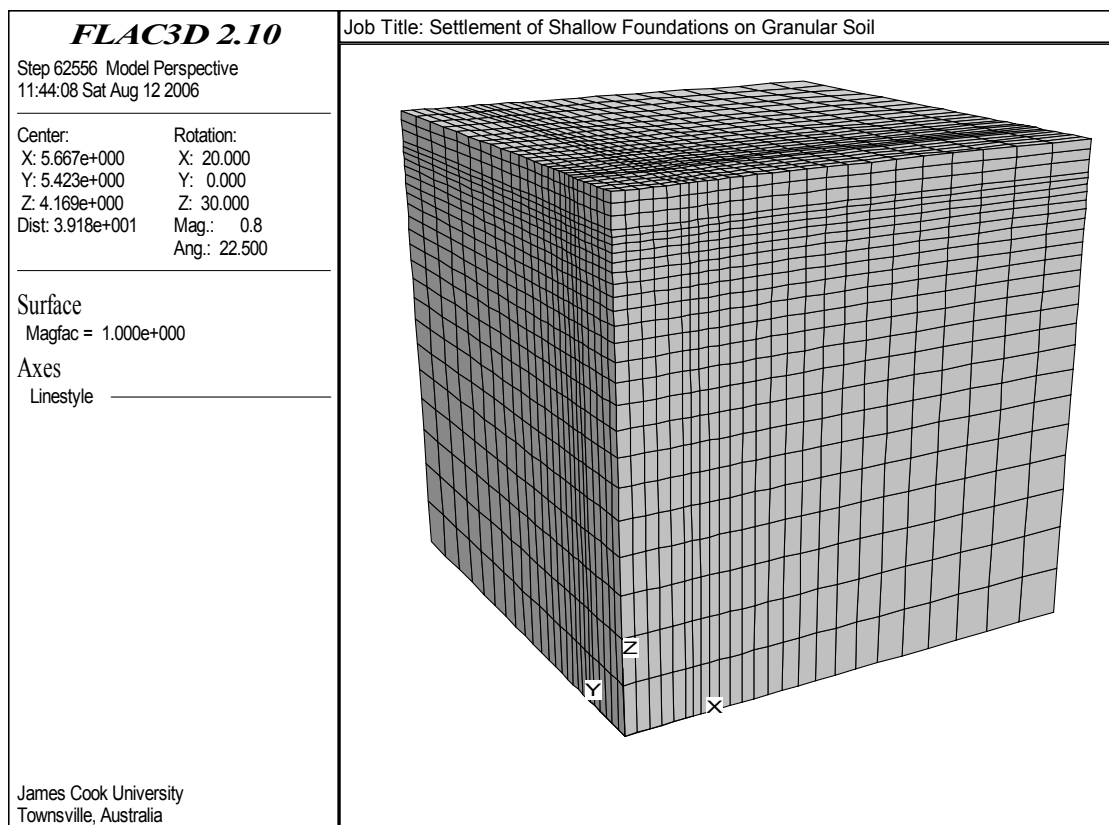 FLAC3D 2.10
Job Title: Settlement of Shallow Foundations on Granular Soil
Step 62556 Model Perspective
11:44:08 Sat Aug 12 2006
Center: Rotation:
X: 5.667e+000 X: 20.000
Y: 5.423e+000 Y: 0.000
Z: 4.169e+000 Z: 30.000
Dist: 3.918e+001 Mag.: 0.8
Ang.: 22.500
Surface
Magfac = 1.000e+000
Axes
Linestyle
Z
Y
X
James Cook University
Townsville, Australia